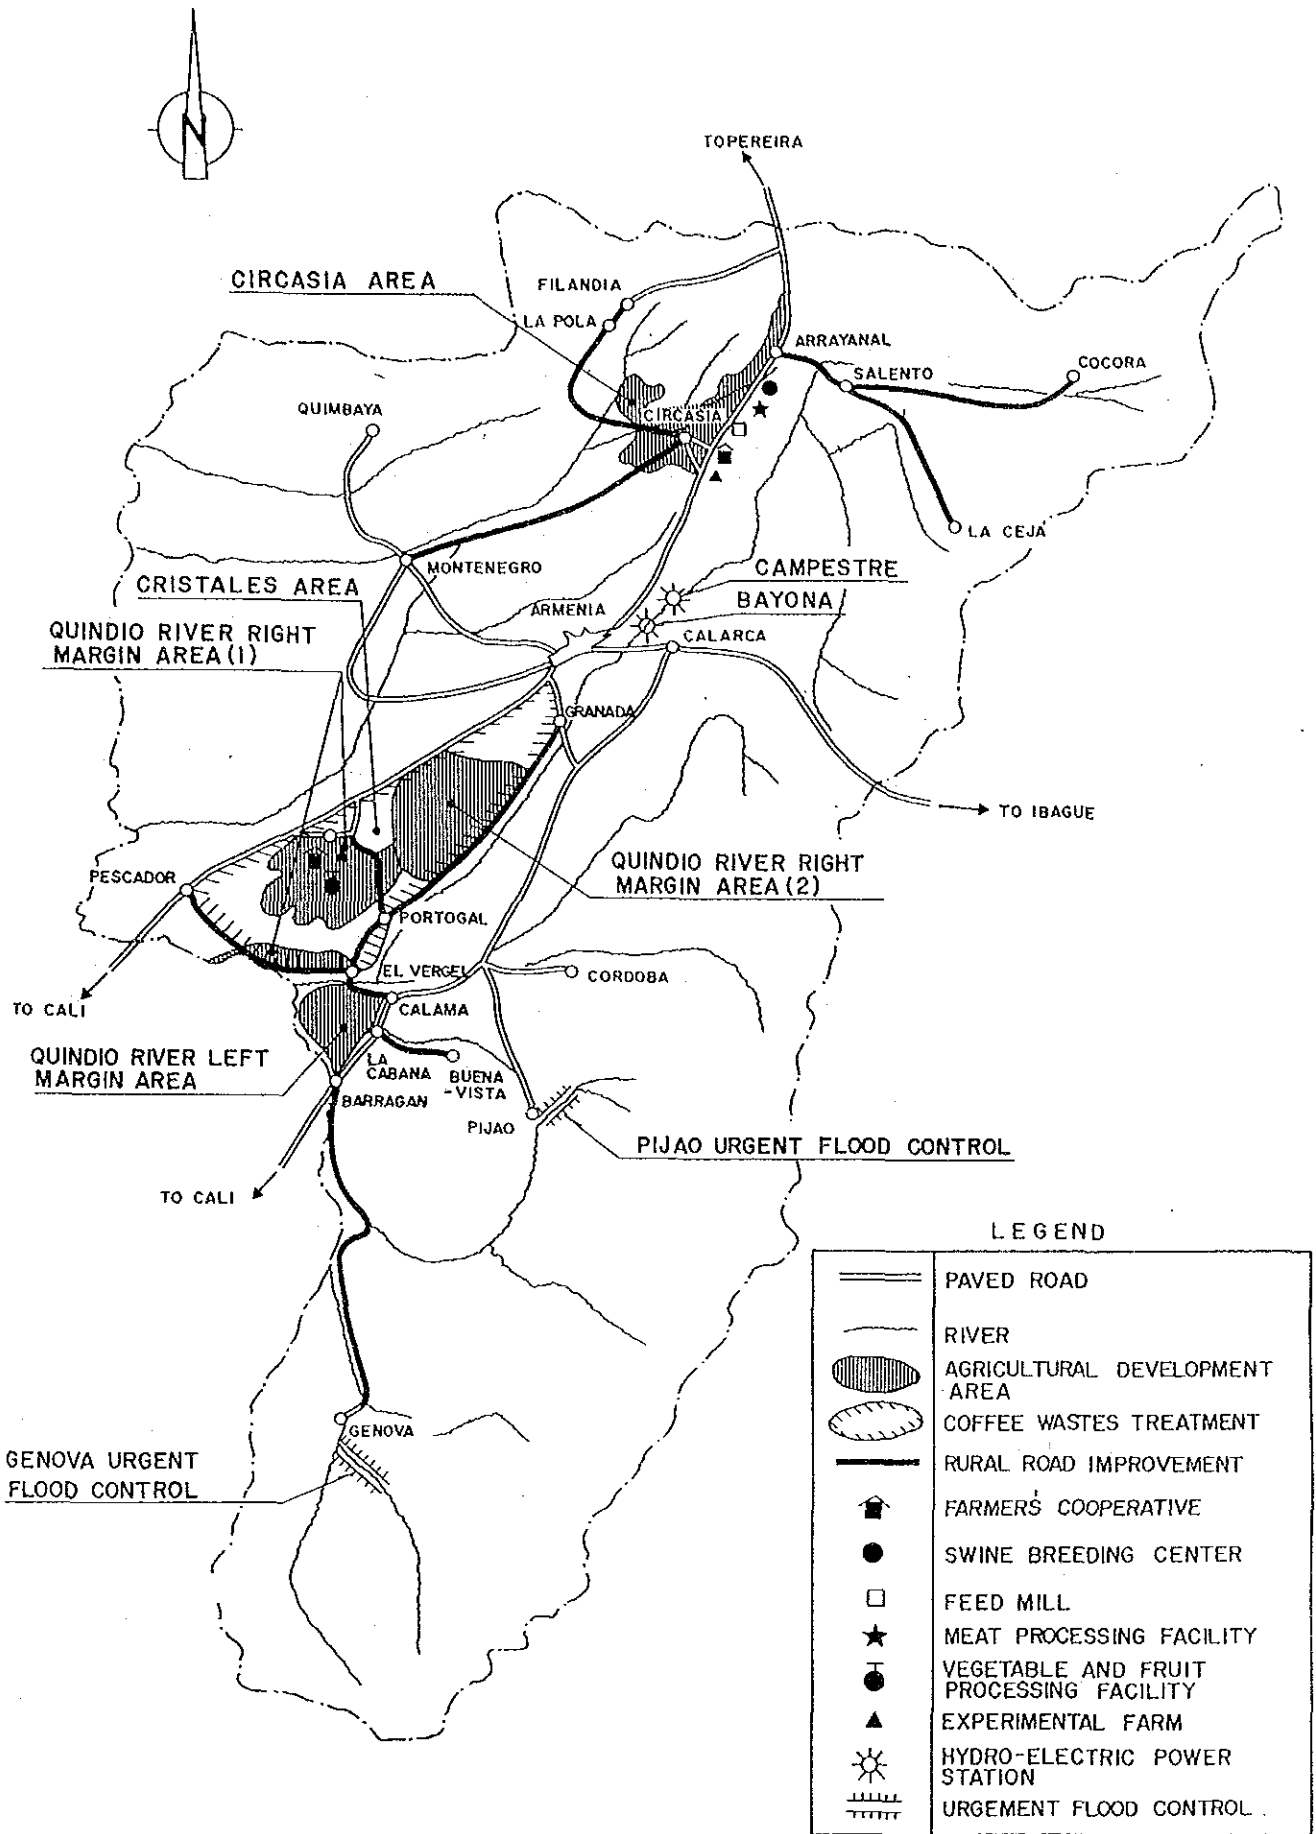 N
TOPEREIRA
CIRCASIA AREA
FILANDIA
LA POLA
ARRAYANAL
SALENTO
COCORA
QUIMBAYA
CIRCASIA
LA CEJA
MONTENEGRO
CRISTALES AREA
CAMPESTRE
BAYONA
ARMENIA
QUINDIO RIVER RIGHT
MARGIN AREA(1)
CALARCA
GRANADA
TO IBAGUE
QUINDIO RIVER RIGHT
MARGIN AREA(2)
PESCADOR
PORTOGAL
EL VERGEL
CORDOBA
TO CALI
CALAMA
QUINDIO RIVER LEFT
MARGIN AREA
LA
CABANA
BUENA
-VISTA
BARRAGAN
PIJAO
PIJAO URGENT FLOOD CONTROL
TO CALI
GENOVA
GENOVA URGENT
FLOOD CONTROL
LEGEND
PAVED ROAD
RIVER
AGRICULTURAL DEVELOPMENT
AREA
COFFEE WASTES TREATMENT
RURAL ROAD IMPROVEMENT
FARMERS COOPERATIVE
SWINE BREEDING CENTER
FEED MILL
MEAT PROCESSING FACILITY
VEGETABLE AND FRUIT
PROCESSING FACILITY
EXPERIMENTAL FARM
HYDRO-ELECTRIC POWER
STATION
URGEMENT FLOOD CONTROL